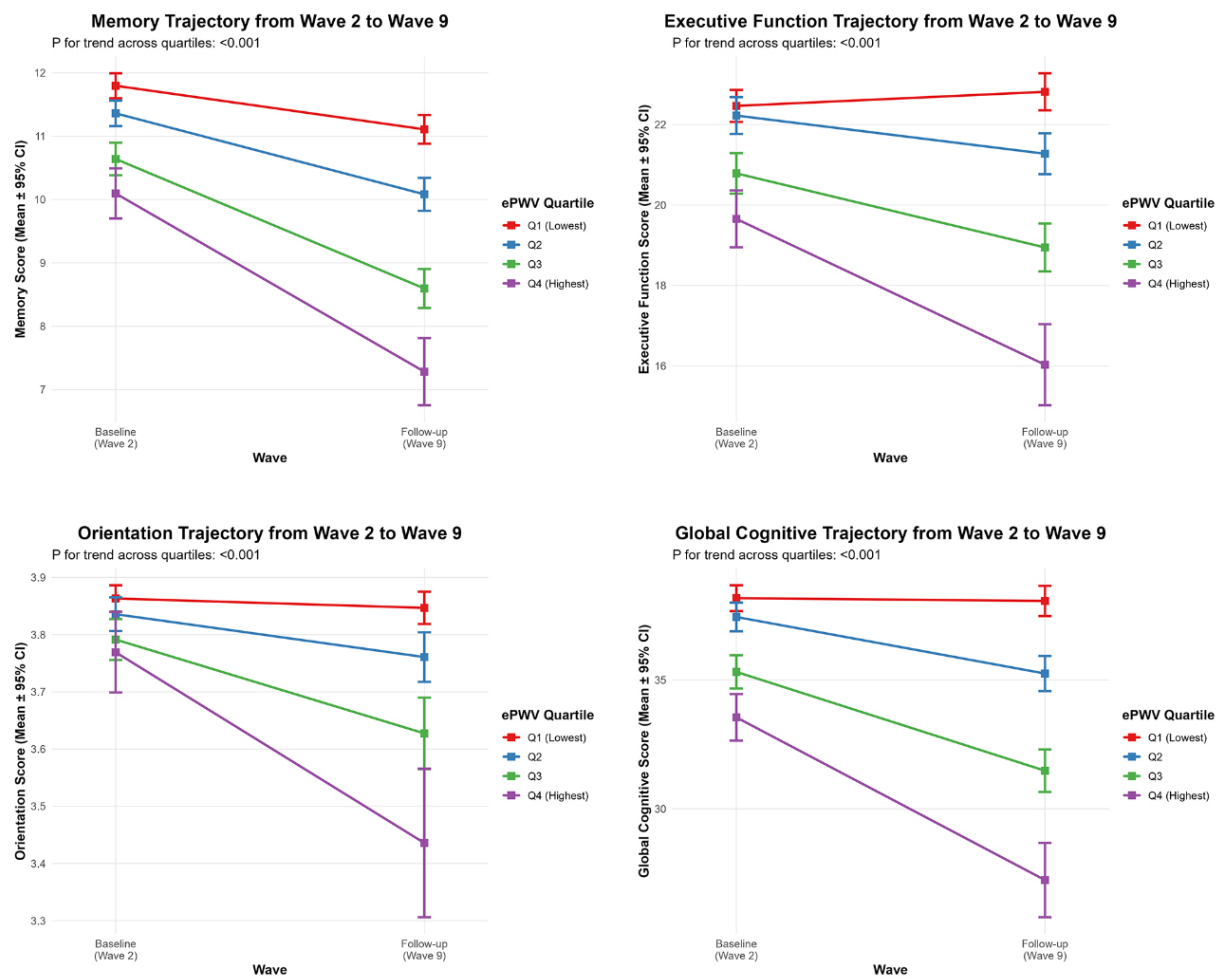 Memory Trajectory from Wave 2 to Wave 9
P for trend across quartiles: <0.001
Memory Score (Mean ± 95% CI)
12
11
10
9
8
7
Baseline
(Wave 2)
Follow-up
(Wave 9)
Wave
ePWV Quartile
Q1 (Lowest)
Q2
Q3
Q4 (Highest)
Executive Function Trajectory from Wave 2 to Wave 9
P for trend across quartiles: <0.001
Executive Function Score (Mean ± 95% CI)
22
20
18
16
Baseline
(Wave 2)
Follow-up
(Wave 9)
Wave
ePWV Quartile
Q1 (Lowest)
Q2
Q3
Q4 (Highest)
Orientation Trajectory from Wave 2 to Wave 9
P for trend across quartiles: <0.001
Orientation Score (Mean ± 95% CI)
3.9
3.8
3.7
3.6
3.5
3.4
3.3
Baseline
(Wave 2)
Follow-up
(Wave 9)
Wave
ePWV Quartile
Q1 (Lowest)
Q2
Q3
Q4 (Highest)
Global Cognitive Trajectory from Wave 2 to Wave 9
P for trend across quartiles: <0.001
Global Cognitive Score (Mean ± 95% CI)
35
30
Baseline
(Wave 2)
Follow-up
(Wave 9)
Wave
ePWV Quartile
Q1 (Lowest)
Q2
Q3
Q4 (Highest)